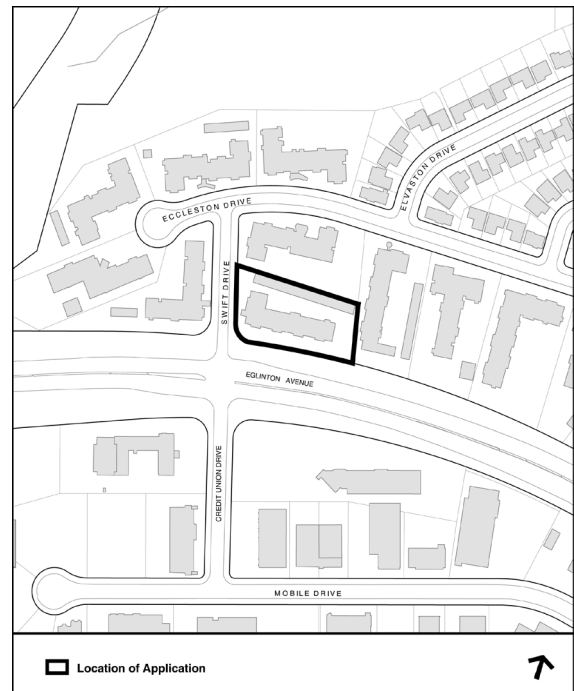 ELVASTON DRIVE
ECCLESTON DRIVE
SWIFT DRIVE
EGLINTON AVENUE
CREDIT UNION DRIVE
MOBILE DRIVE
Location of Application